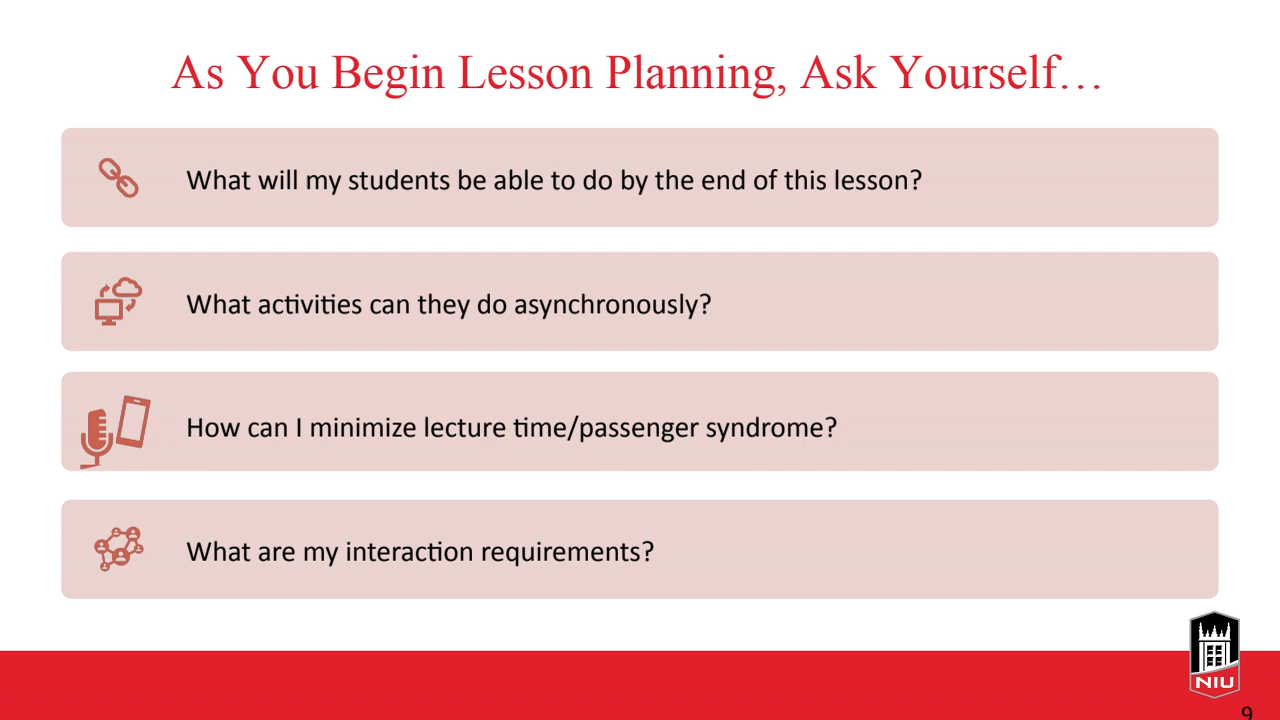 As You Begin Lesson Planning, Ask Yourself…
What will my students be able to do by the end of this lesson?
What activities can they do asynchronously?
How can I minimize lecture time/passenger syndrome?
What are my interaction requirements?
NIU
9